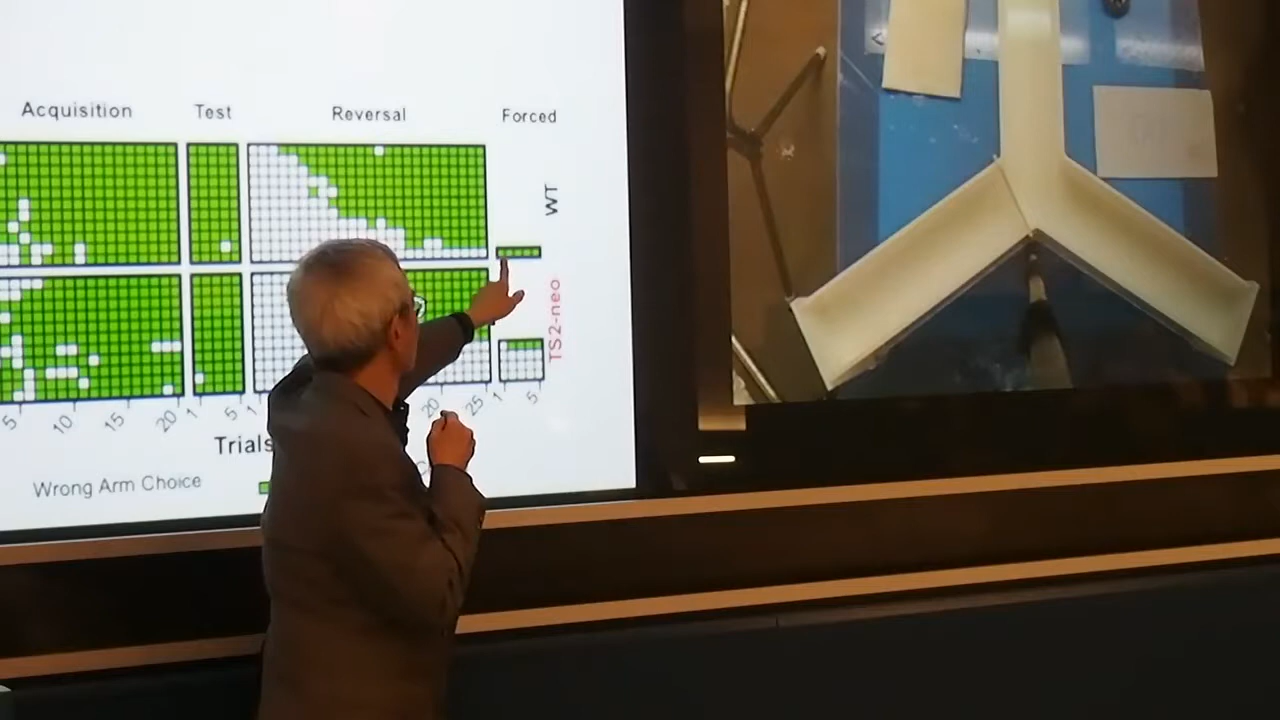 Acquisition Test Reversal Forced
WT
TS2-neo
5 10 15 20 1 5 1 20 25 1 5
Trials
Wrong Arm Choice